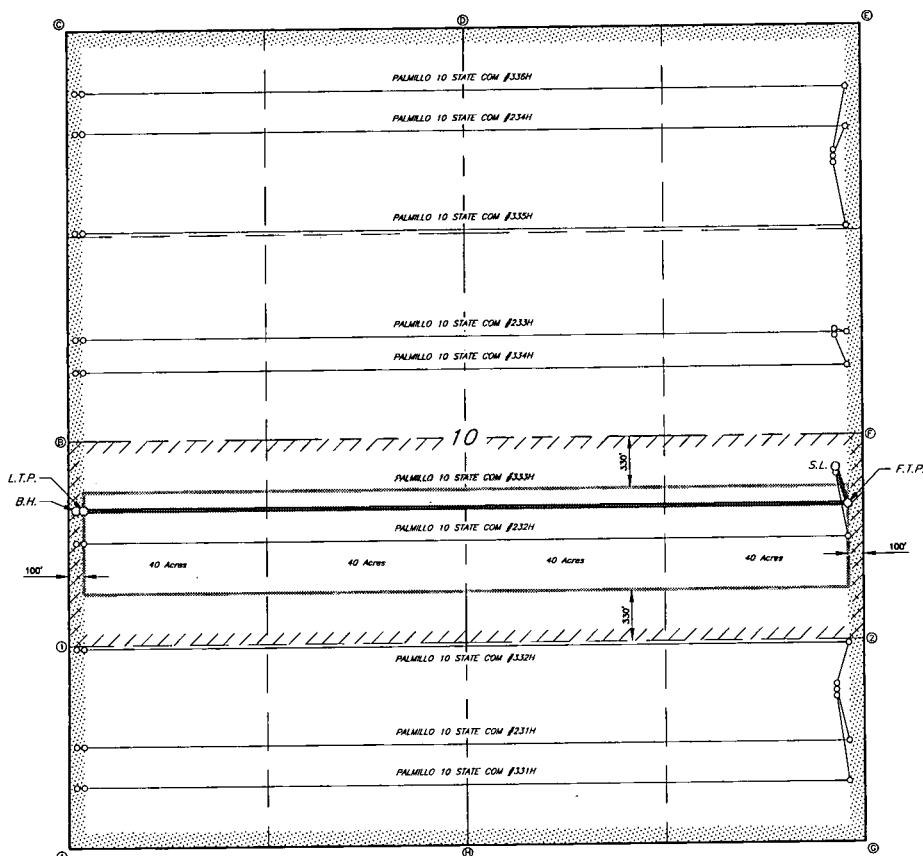 C D E
PALMILLO 10 STATE COM #336H
PALMILLO 10 STATE COM #234H
PALMILLO 10 STATE COM #335H
PALMILLO 10 STATE COM #233H
PALMILLO 10 STATE COM #334H
B 10 F
330'
S.L.
L.T.P. PALMILLO 10 STATE COM #333H F.T.P.
B.H.
PALMILLO 10 STATE COM #232H
40 Acres 40 Acres 40 Acres 40 Acres
100' 100'
330'
1 2
PALMILLO 10 STATE COM #332H
PALMILLO 10 STATE COM #231H
PALMILLO 10 STATE COM #331H
H G